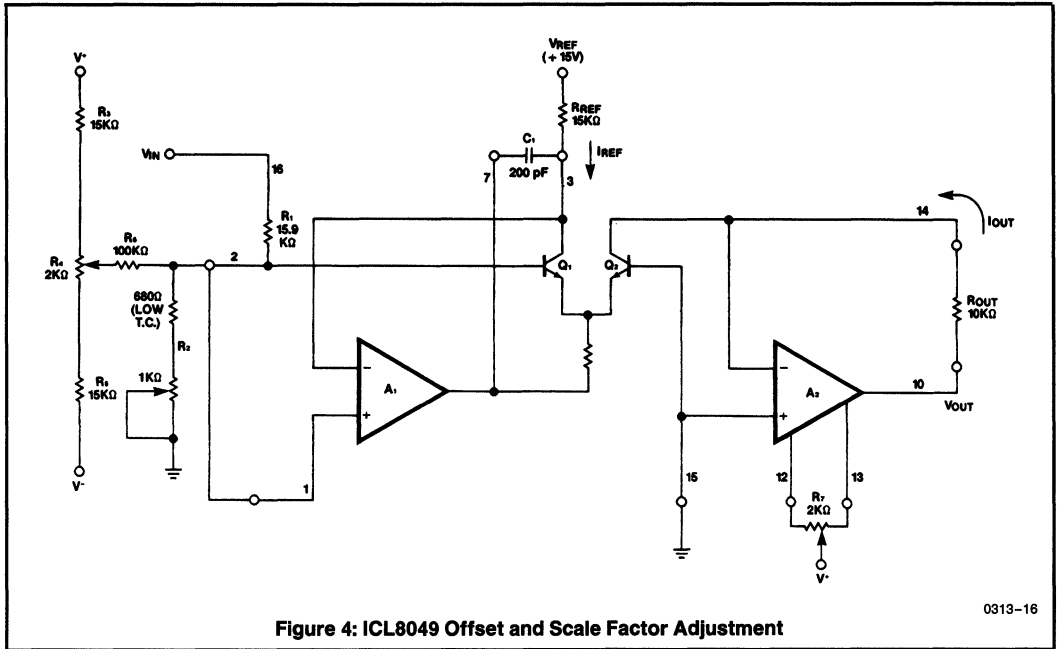 V+
R3
15KΩ
VIN
16
R1
15.9
KΩ
R6
100KΩ
2
R4
2KΩ
680Ω
(LOW
T.C.)
R2
1KΩ
R5
15KΩ
V-
1
VREF
(+ 15V)
RREF
15KΩ
C1
200 pF
IREF
7
3
Q1
Q2
A1
-
+
14
IOUT
ROUT
10KΩ
10
VOUT
A2
-
+
15
12
13
R7
2KΩ
V+
0313-16
Figure 4: ICL8049 Offset and Scale Factor Adjustment